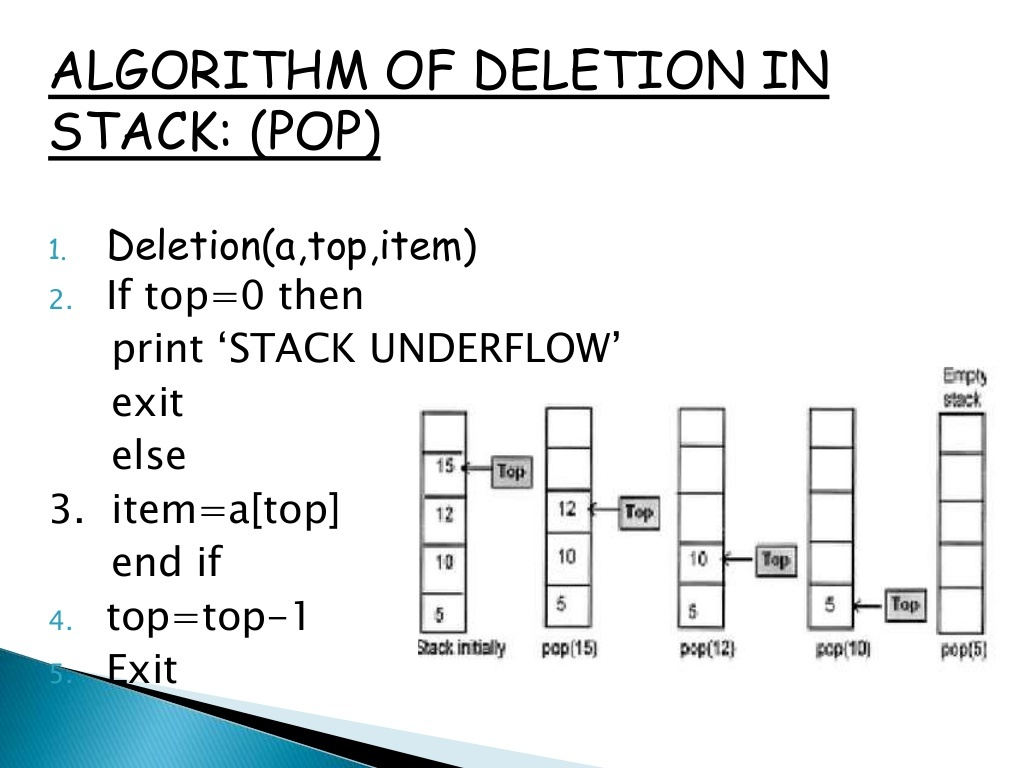 ALGORITHM OF DELETION IN
STACK: (POP)
1. Deletion(a,top,item)
2. If top=0 then
print ‘STACK UNDERFLOW’
exit
else
3. item=a[top]
end if
4. top=top-1
5. Exit
15
12
10
5
Top
Stack initially
12
10
5
Top
pop(15)
10
5
Top
pop(12)
5
Top
pop(10)
Empty
stack
pop(5)